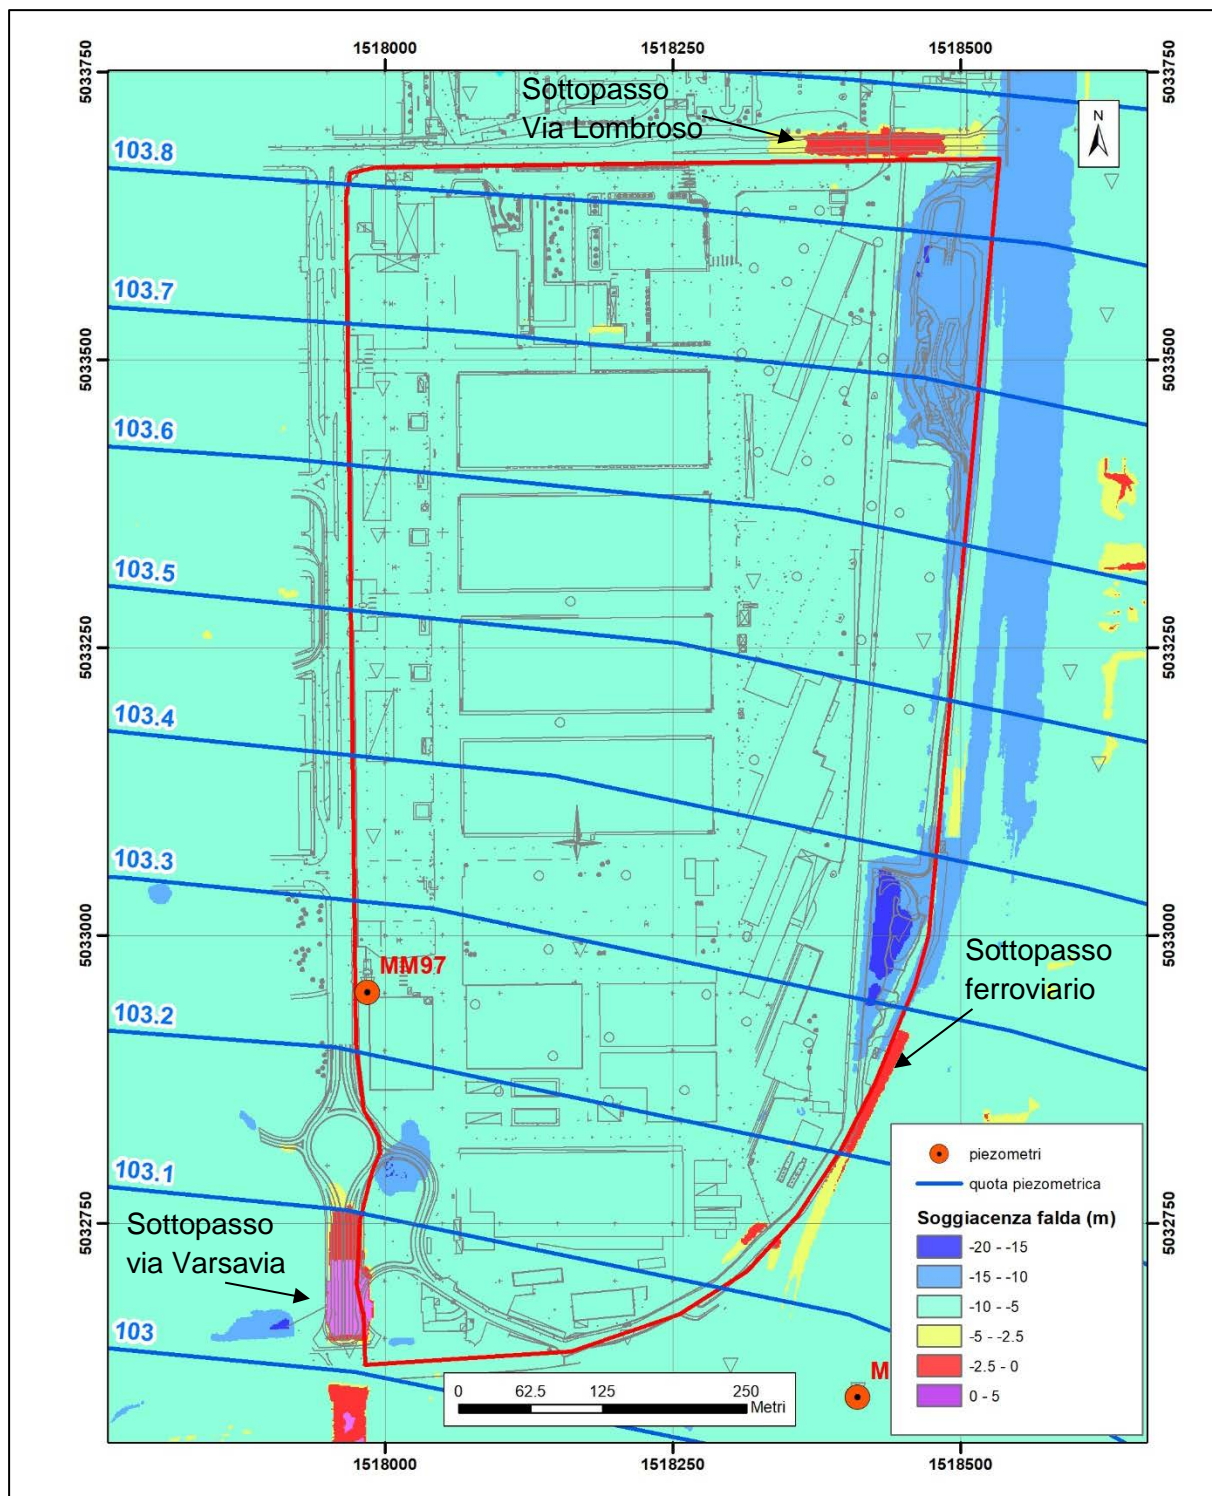 1518000
1518250
1518500
5033750
5033750
Sottopasso
Via Lombroso
N
103.8
103.7
5033500
5033500
103.6
103.5
5033250
5033250
103.4
103.3
5033000
5033000
MM97
Sottopasso
ferroviario
103.2
103.1
5032750
5032750
Sottopasso
via Varsavia
103
piezometri
quota piezometrica
Soggiacenza falda (m)
-20 - -15
-15 - -10
-10 - -5
-5 - -2.5
-2.5 - 0
0 - 5
M
0 62.5 125 250
Metri
1518000
1518250
1518500